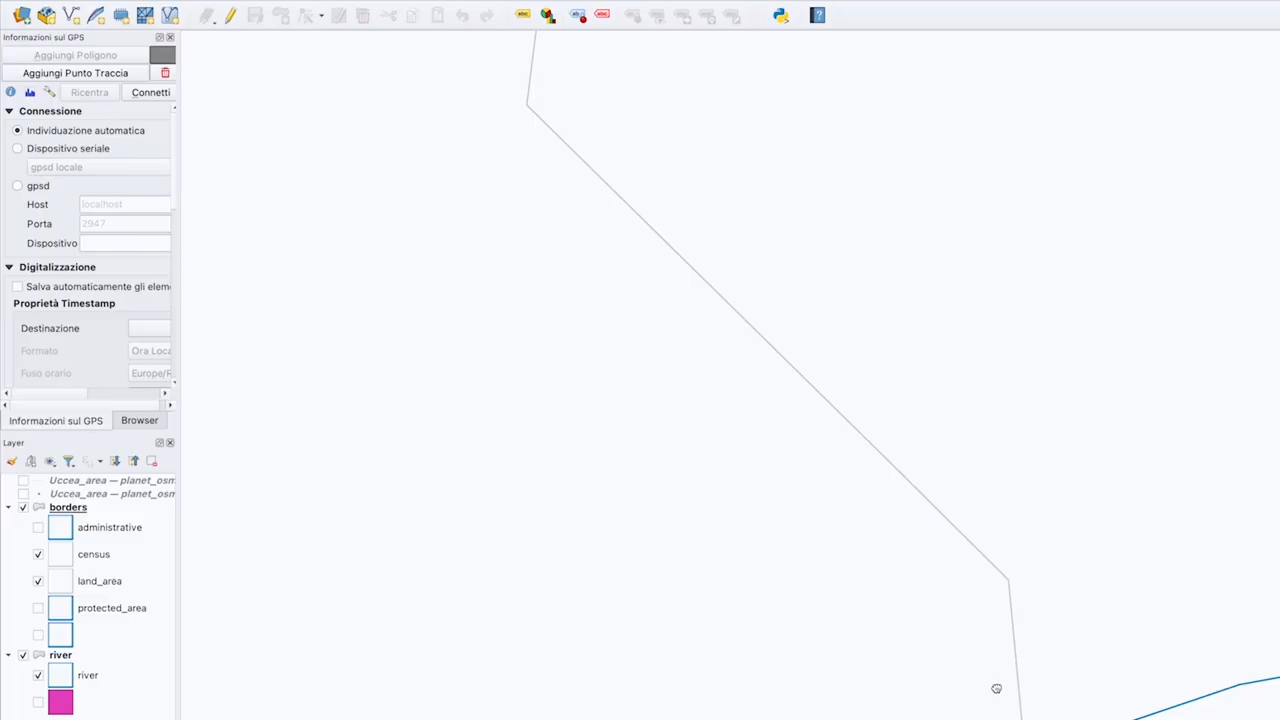 abc
abc
Informazioni sul GPS
Aggiungi Poligono
Aggiungi Punto Traccia
Ricentra
Connetti
Connessione
Individuazione automatica
Dispositivo seriale
gpsd locale
gpsd
Host
localhost
Porta
2947
Dispositivo
Digitalizzazione
Salva automaticamente gli elem
Proprietà Timestamp
Destinazione
Formato
Ora Loca
Fuso orario
Europe/R
Informazioni sul GPS
Browser
Layer
Uccea_area — planet_osm
Uccea_area — planet_osm
borders
administrative
census
land_area
protected_area
river
river